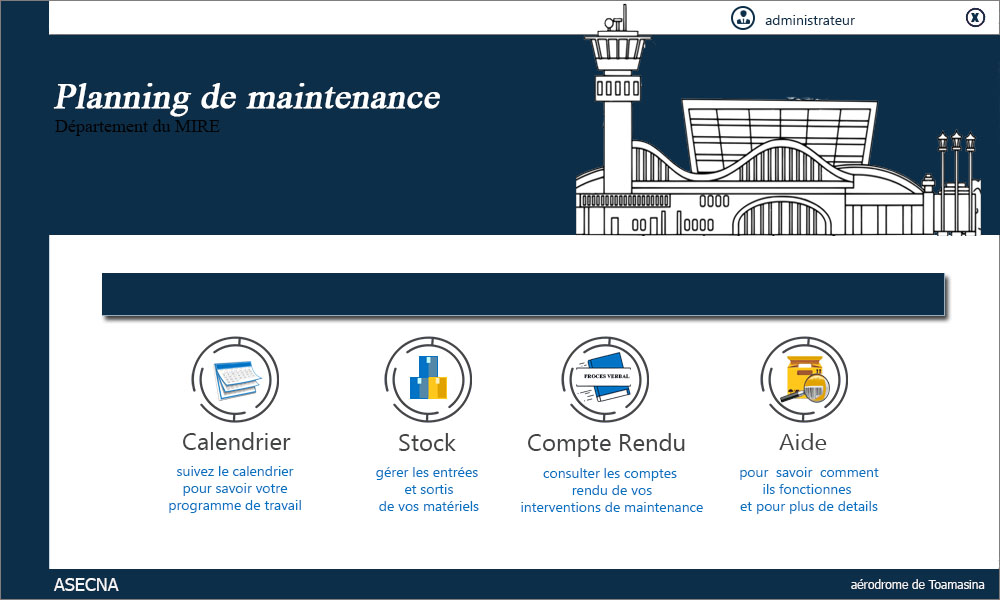 administrateur
X
Planning de maintenance
Département du MIRE
PROCES VERBAL
Calendrier
suivez le calendrier
pour savoir votre
programme de travail
Stock
gérer les entrées
et sortis
de vos matériels
Compte Rendu
consulter les comptes
rendu de vos
interventions de maintenance
Aide
pour savoir comment
ils fonctionnes
et pour plus de details
ASECNA
aérodrome de Toamasina